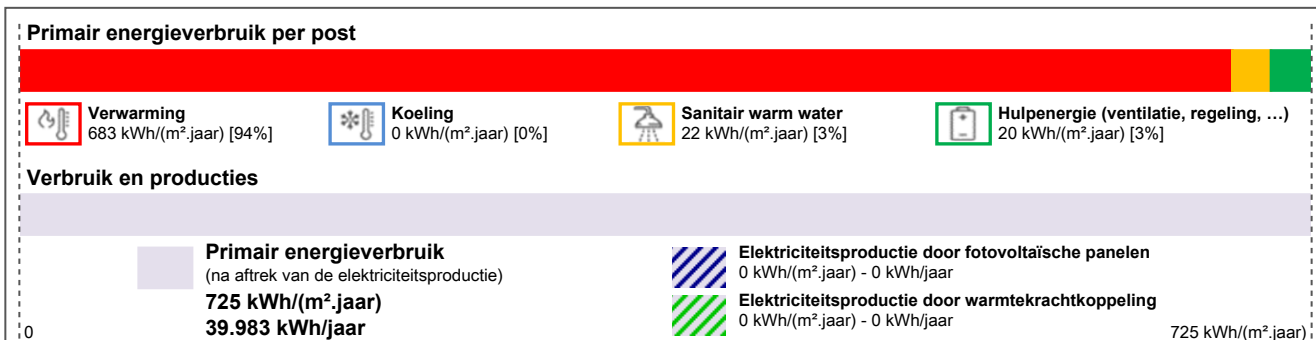 Primair energieverbruik per post
Verwarming
683 kWh/(m².jaar) [94%]
Koeling
0 kWh/(m².jaar) [0%]
Sanitair warm water
22 kWh/(m².jaar) [3%]
Hulpenergie (ventilatie, regeling, …)
20 kWh/(m².jaar) [3%]
Verbruik en producties
Primair energieverbruik
(na aftrek van de elektriciteitsproductie)
725 kWh/(m².jaar)
39.983 kWh/jaar
Elektriciteitsproductie door fotovoltaïsche panelen
0 kWh/(m².jaar) - 0 kWh/jaar
Elektriciteitsproductie door warmtekrachtkoppeling
0 kWh/(m².jaar) - 0 kWh/jaar
0
725 kWh/(m².jaar)